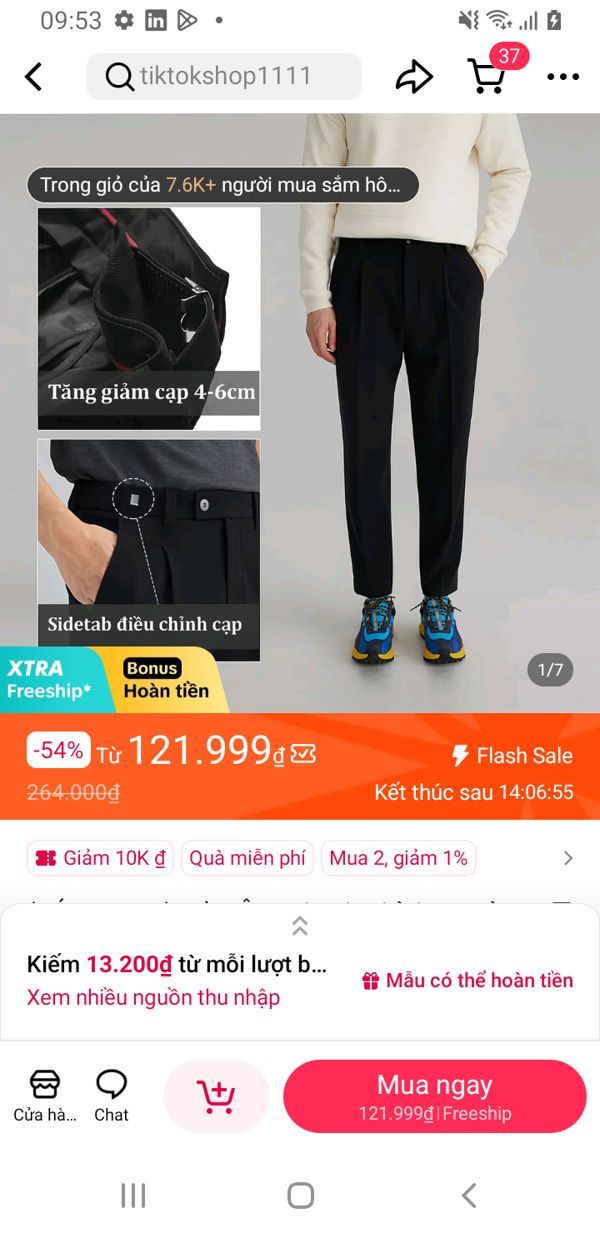 09:53
37
tiktokshop1111
Trong giỏ của 7.6K+ người mua sắm hô...
Tăng giảm cạp 4-6cm
Sidetab điều chỉnh cạp
XTRA
Freeship*
Bonus
Hoàn tiền
1/7
-54% Từ 121.999₫
Flash Sale
264.000₫
Kết thúc sau 14:06:55
Giảm 10K ₫
Quà miễn phí
Mua 2, giảm 1%
Kiếm 13.200₫ từ mỗi lượt b...
Xem nhiều nguồn thu nhập
Mẫu có thể hoàn tiền
Cửa hà...
Chat
Mua ngay
121.999₫|Freeship